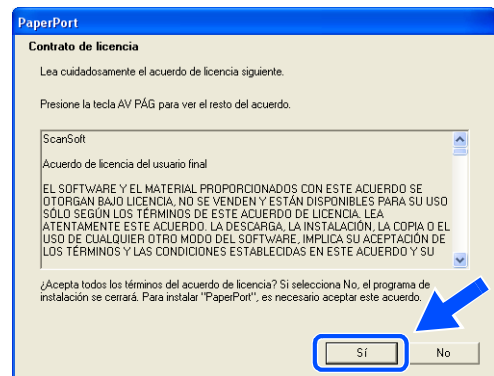 PaperPort
Contrato de licencia
Lea cuidadosamente el acuerdo de licencia siguiente.
Presione la tecla AV PÁG para ver el resto del acuerdo.
ScanSoft
Acuerdo de licencia del usuario final
EL SOFTWARE Y EL MATERIAL PROPORCIONADOS CON ESTE ACUERDO SE
OTORGAN BAJO LICENCIA, NO SE VENDEN Y ESTÁN DISPONIBLES PARA SU USO
SÓLO SEGÚN LOS TÉRMINOS DE ESTE ACUERDO DE LICENCIA. LEA
ATENTAMENTE ESTE ACUERDO. LA DESCARGA, LA INSTALACIÓN, LA COPIA O EL
USO DE CUALQUIER OTRO MODO DEL SOFTWARE, IMPLICA SU ACEPTACIÓN DE
LOS TÉRMINOS Y LAS CONDICIONES ESTABLECIDAS EN ESTE ACUERDO Y SU
¿Acepta todos los términos del acuerdo de licencia? Si selecciona No, el programa de
instalación se cerrará. Para instalar "PaperPort", es necesario aceptar este acuerdo.
Sí
No